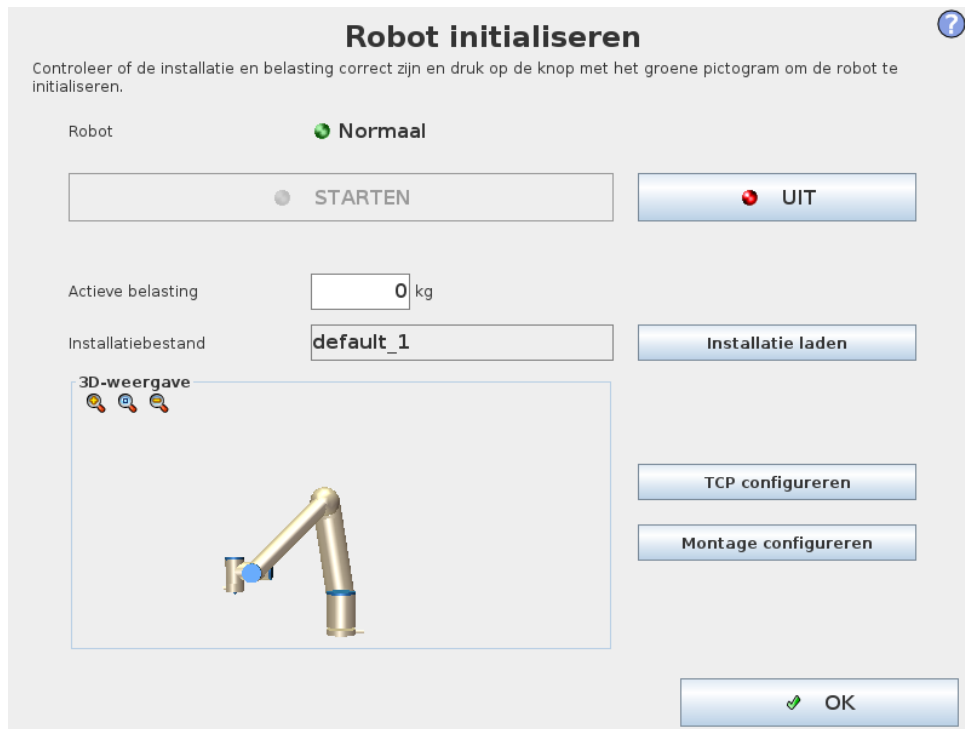 Robot initialiseren
?
Controleer of de installatie en belasting correct zijn en druk op de knop met het groene pictogram om de robot te
initialiseren.
Robot Normaal
STARTEN UIT
Actieve belasting 0 kg
Installatiebestand default_1 Installatie laden
3D-weergave
TCP configureren
Montage configureren
OK